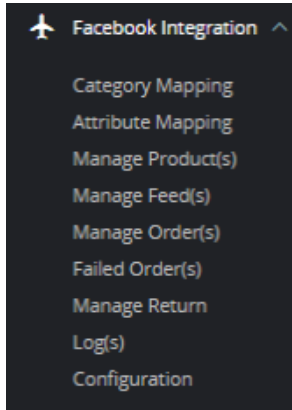 Facebook Integration
Category Mapping
Attribute Mapping
Manage Product(s)
Manage Feed(s)
Manage Order(s)
Failed Order(s)
Manage Return
Log(s)
Configuration